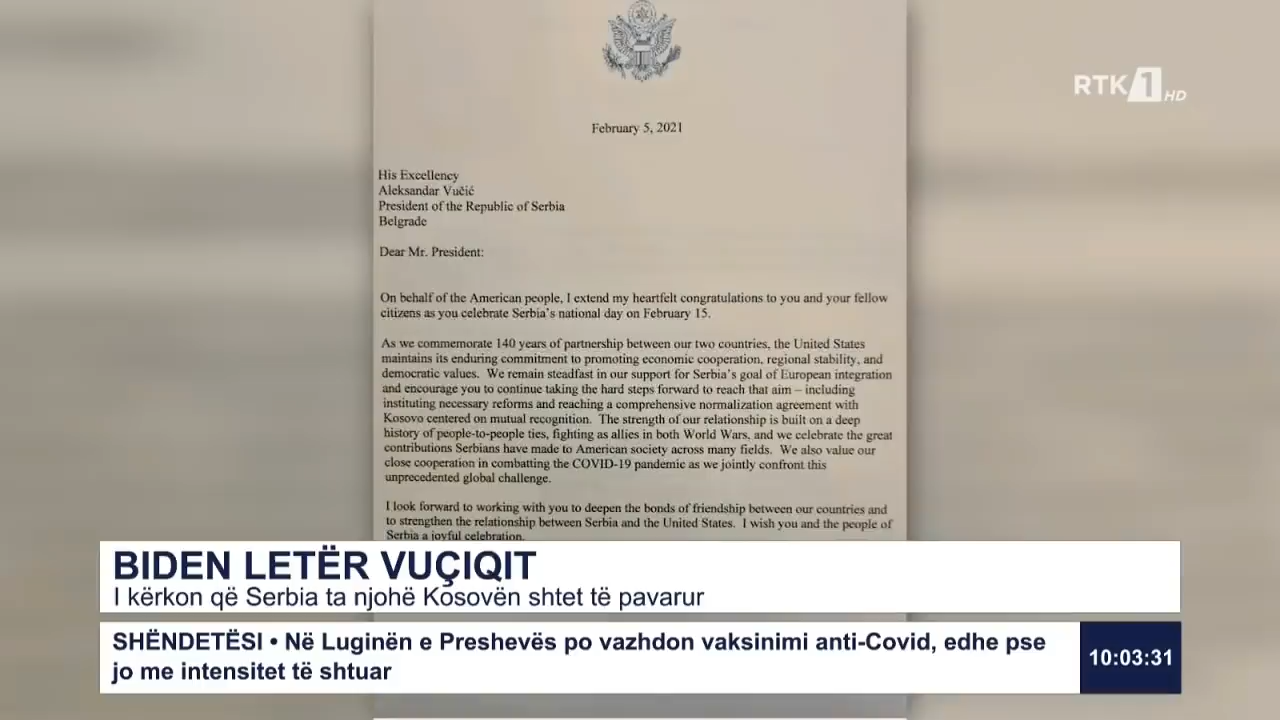 RTK 1 HD
February 5, 2021
His Excellency
Aleksandar Vučić
President of the Republic of Serbia
Belgrade
Dear Mr. President:
On behalf of the American people, I extend my heartfelt congratulations to you and your fellow
citizens as you celebrate Serbia's national day on February 15.
As we commemorate 140 years of partnership between our two countries, the United States
maintains its enduring commitment to promoting economic cooperation, regional stability, and
democratic values. We remain steadfast in our support for Serbia's goal of European integration
and encourage you to continue taking the hard steps forward to reach that aim – including
instituting necessary reforms and reaching a comprehensive normalization agreement with
Kosovo centered on mutual recognition. The strength of our relationship is built on a deep
history of people-to-people ties, fighting as allies in both World Wars, and we celebrate the great
contributions Serbians have made to American society across many fields. We also value our
close cooperation in combatting the COVID-19 pandemic as we jointly confront this
unprecedented global challenge.
I look forward to working with you to deepen the bonds of friendship between our countries and
to strengthen the relationship between Serbia and the United States. I wish you and the people of
Serbia a joyful celebration.
BIDEN LETËR VUÇIQIT
I kërkon që Serbia ta njohë Kosovën shtet të pavarur
SHËNDETËSI • Në Luginën e Preshevës po vazhdon vaksinimi anti-Covid, edhe pse
jo me intensitet të shtuar
10:03:31